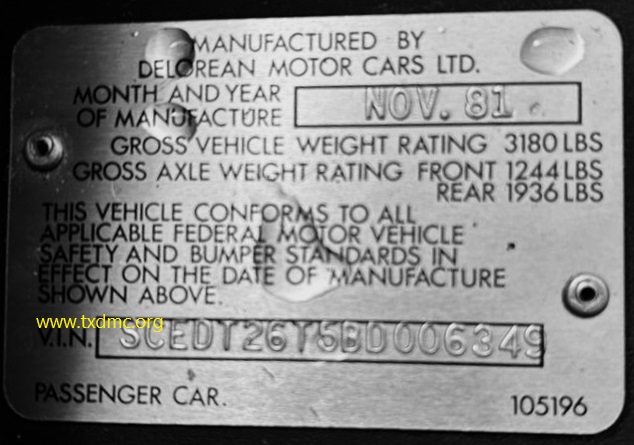 MANUFACTURED BY
DELOREAN MOTOR CARS LTD.
MONTH AND YEAR
OF MANUFACTURE NOV. 81
GROSS VEHICLE WEIGHT RATING 3180 LBS
GROSS AXLE WEIGHT RATING FRONT 1244 LBS
REAR 1936 LBS
THIS VEHICLE CONFORMS TO ALL
APPLICABLE FEDERAL MOTOR VEHICLE
SAFETY AND BUMPER STANDARDS IN
EFFECT ON THE DATE OF MANUFACTURE
SHOWN ABOVE.
www.txdmc.org
V.I.N. SCEDT26T5BD006349
PASSENGER CAR. 105196